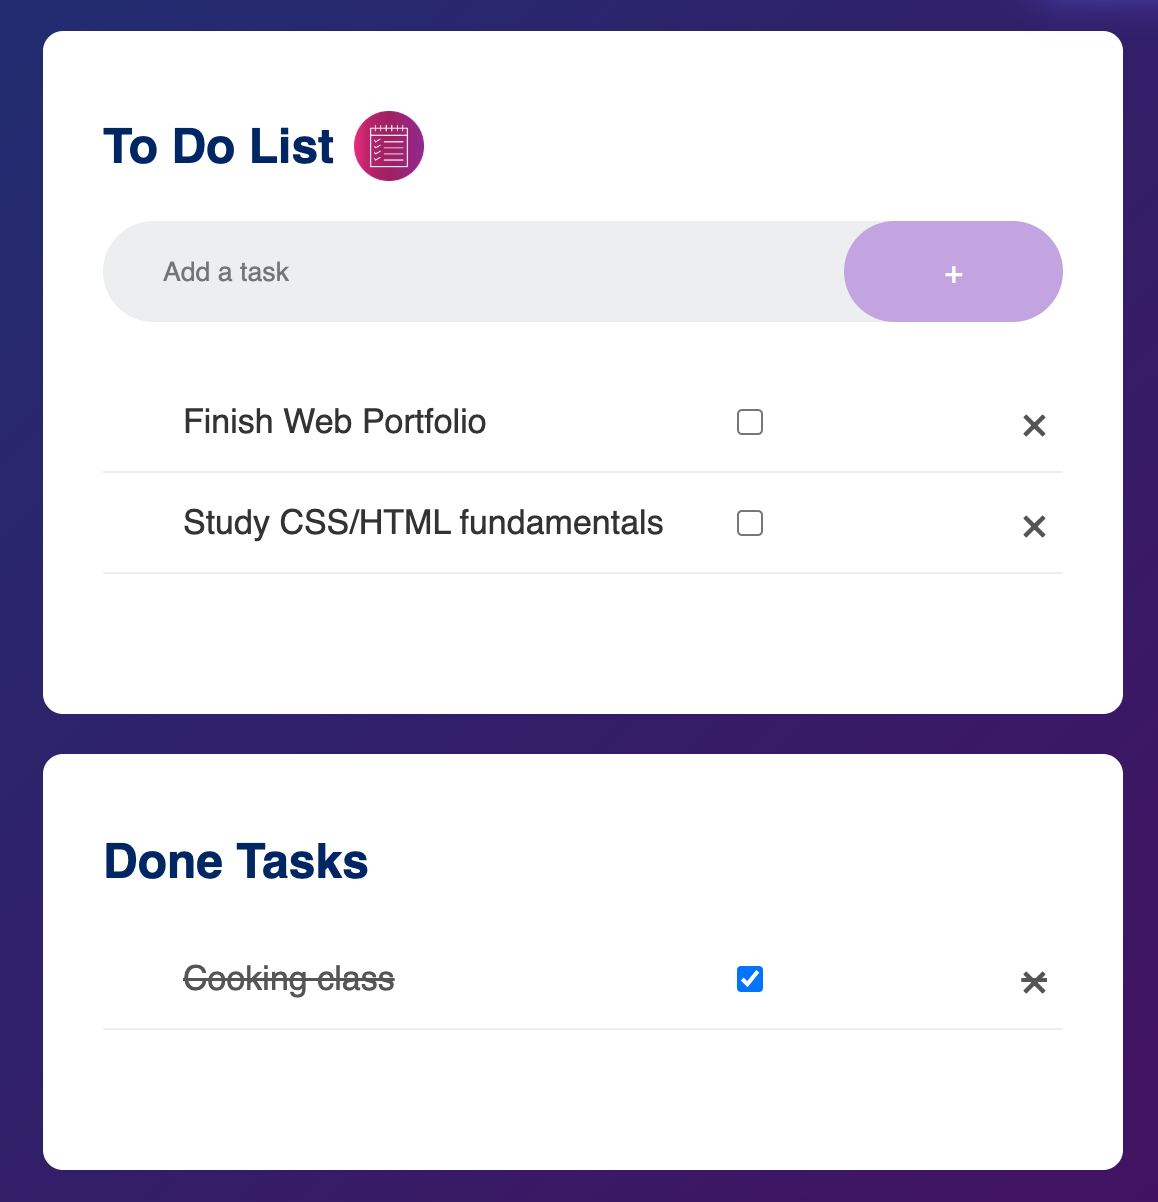 To Do List
Add a task
+
Finish Web Portfolio
×
Study CSS/HTML fundamentals
×
Done Tasks
Cooking class
×